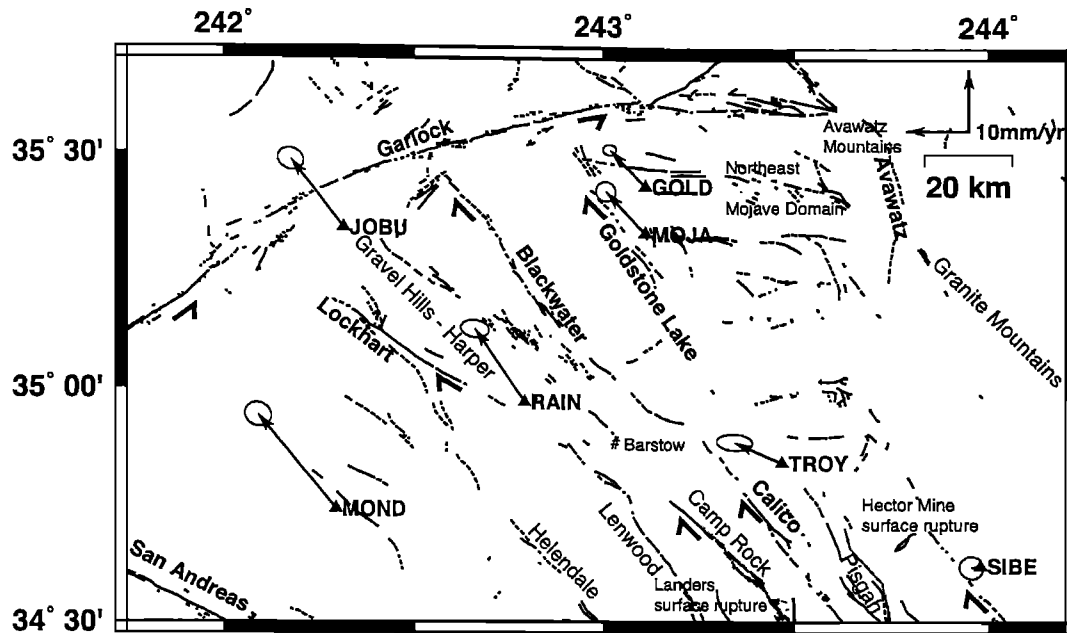 242°
243°
244°
35° 30'
35° 00'
34° 30'
Garlock
Avawatz
Mountains
10mm/yr
20 km
Northeast
Mojave Domain
Avawatz
GOLD
MOJA
JOBU
Gravel Hills - Harper
Blackwater
Goldstone Lake
Granite Mountains
Lockhart
RAIN
# Barstow
TROY
MOND
Calico
Hector Mine
surface rupture
Camp Rock
Lenwood
Helendale
Pisgah
SIBE
San Andreas
Landers
surface rupture